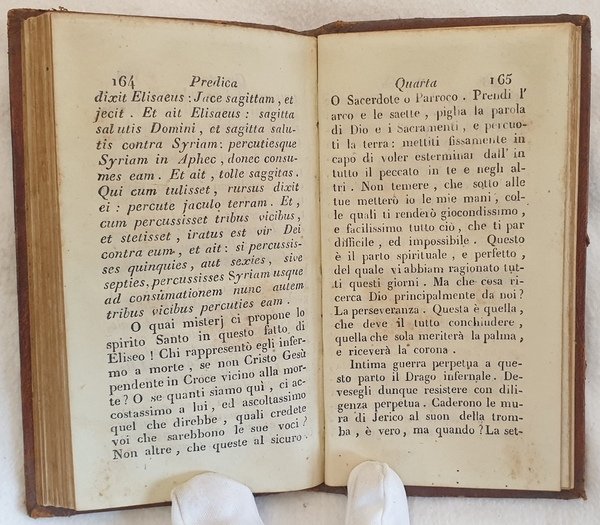 164 Predica
dixit Elisaeus : Jace sagittam , et
jecit . Et ait Elisaeus : sagitta
salutis Domini , et sagitta salu-
tis contra Syriam : percutiesque
Syriam in Aphec , donec consu-
mes eam . Et ait , tolle saggitas .
Qui cum tulisset , rursus dixit
ei : percute jaculo terram . Et ,
cum percussisset tribus vicibus ,
et stetisset , iratus est vir Dei
contra eum , et ait : si percussis-
ses quinquies , aut sexies , sive
septies, percussisses Syriam usque
ad consumationem nunc autem
tribus vicibus percuties eam .
O quai misterj ci propone lo
spirito Santo in questo fatto, di
Eliseo ! Chi rappresentò egli infer-
mo a morte , se non Cristo Gesù
pendente in Croce vicino alla mor-
te ? O se quanti siamo quì , ci ac-
costassimo a lui , ed ascoltassimo
quel che direbbe , quali credete
voi che sarebbono le sue voci ?
Non altre , che queste al sicuro .
Quarta 165
O Sacerdote o Parroco . Prendi l'
arco e le saette , piglia la parola
di Dio e i Sacramenti , e percuo-
ti la terra : mettiti fissamente in
capo di voler esterminar dall' in
tutto il peccato in te e negli al-
tri . Non temere , che sotto alle
tue metterò io le mie mani , col-
le quali ti renderò giocondissimo ,
e facilissimo tutto ciò , che ti par
difficile , ed impossibile . Questo
è il parto spirituale , e perfetto ,
del quale vi abbiam ragionato tut-
ti questi giorni . Ma che cosa ri-
cerca Dio principalmente da noi ?
La perseveranza . Questa è quella ,
che deve il tutto conchiudere ,
quella che sola meriterà la palma ,
e riceverà la corona .
Intima guerra perpetua a que-
sto parto il Drago infernale . De-
vesegli dunque resistere con dili-
genza perpetua . Caderono le mu-
ra di Jerico al suon della trom-
ba , è vero , ma quando ? La set-